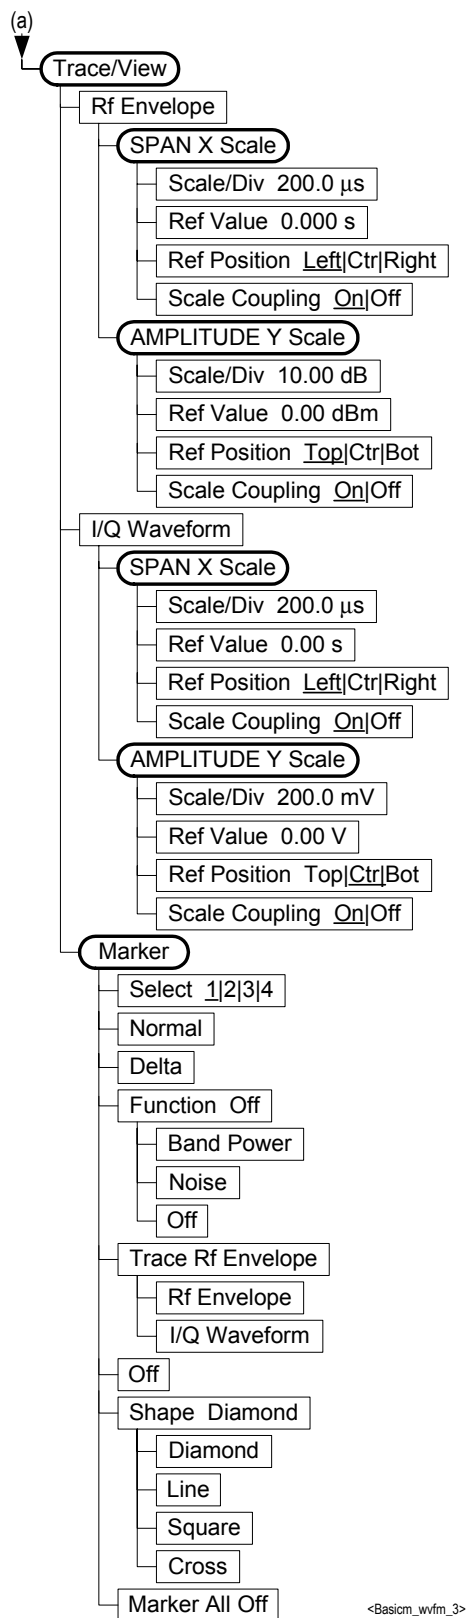 (a)
Trace/View
Rf Envelope
SPAN X Scale
Scale/Div 200.0 μs
Ref Value 0.000 s
Ref Position Left|Ctr|Right
Scale Coupling On|Off
AMPLITUDE Y Scale
Scale/Div 10.00 dB
Ref Value 0.00 dBm
Ref Position Top|Ctr|Bot
Scale Coupling On|Off
I/Q Waveform
SPAN X Scale
Scale/Div 200.0 μs
Ref Value 0.00 s
Ref Position Left|Ctr|Right
Scale Coupling On|Off
AMPLITUDE Y Scale
Scale/Div 200.0 mV
Ref Value 0.00 V
Ref Position Top|Ctr|Bot
Scale Coupling On|Off
Marker
Select 1|2|3|4
Normal
Delta
Function Off
Band Power
Noise
Off
Trace Rf Envelope
Rf Envelope
I/Q Waveform
Off
Shape Diamond
Diamond
Line
Square
Cross
Marker All Off
<Basicm_wvfm_3>